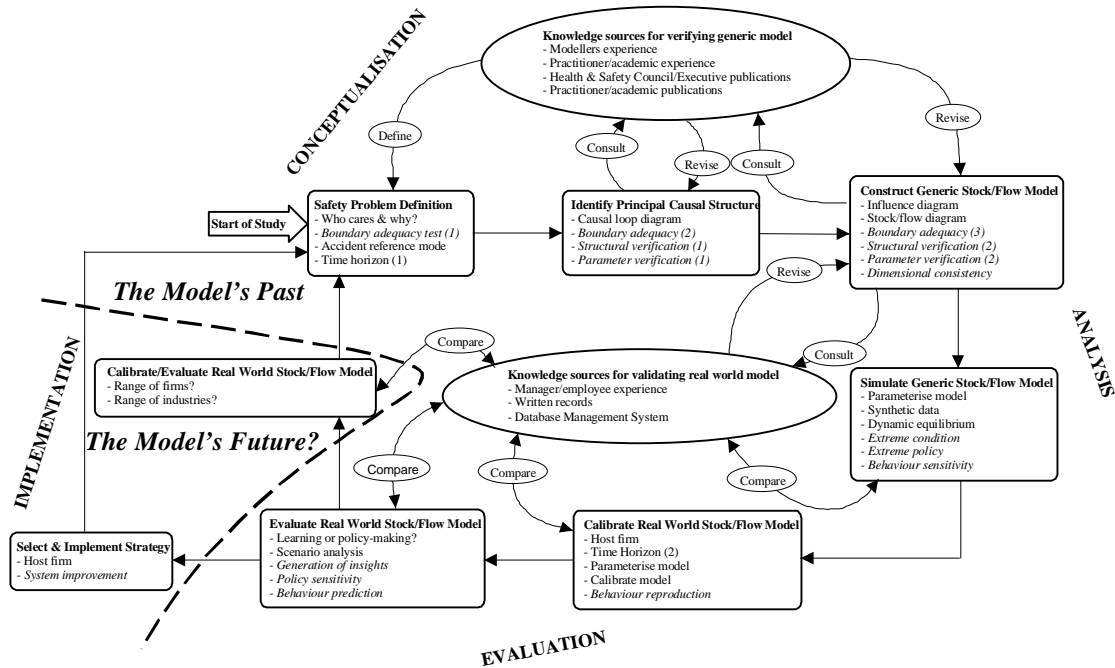 CONCEPTUALISATION
Knowledge sources for verifying generic model
- Modellers experience
- Practitioner/academic experience
- Health & Safety Council/Executive publications
- Practitioner/academic publications
Define
Consult
Revise
Consult
Revise
Start of Study
Safety Problem Definition
- Who cares & why?
- Boundary adequacy test (1)
- Accident reference mode
- Time horizon (1)
Identify Principal Causal Structure
- Causal loop diagram
- Boundary adequacy (2)
- Structural verification (1)
- Parameter verification (1)
Construct Generic Stock/Flow Model
- Influence diagram
- Stock/flow diagram
- Boundary adequacy (3)
- Structural verification (2)
- Parameter verification (2)
- Dimensional consistency
The Model's Past
Revise
Compare
Consult
ANALYSIS
IMPLEMENTATION
Calibrate/Evaluate Real World Stock/Flow Model
- Range of firms?
- Range of industries?
Knowledge sources for validating real world model
- Manager/employee experience
- Written records
- Database Management System
Simulate Generic Stock/Flow Model
- Parameterise model
- Synthetic data
- Dynamic equilibrium
- Extreme condition
- Extreme policy
- Behaviour sensitivity
The Model's Future?
Compare
Compare
Compare
Select & Implement Strategy
- Host firm
- System improvement
Evaluate Real World Stock/Flow Model
- Learning or policy-making?
- Scenario analysis
- Generation of insights
- Policy sensitivity
- Behaviour prediction
Calibrate Real World Stock/Flow Model
- Host firm
- Time Horizon (2)
- Parameterise model
- Calibrate model
- Behaviour reproduction
EVALUATION